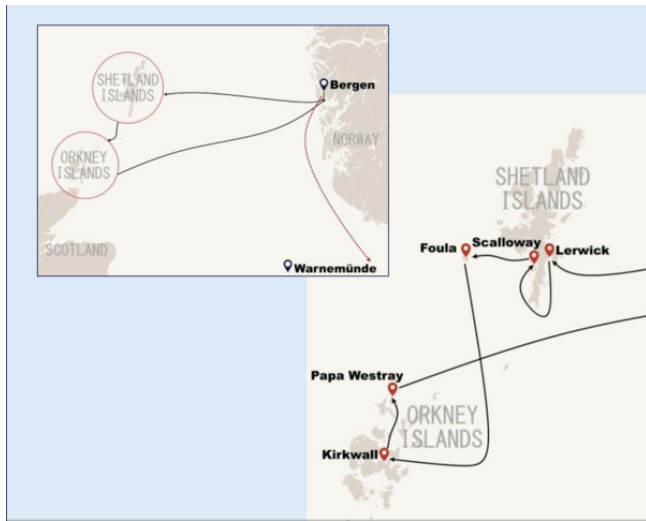 Bergen
SHETLAND
ISLANDS
NORWAY
ORKNEY
ISLANDS
SCOTLAND
Warnemünde
SHETLAND
ISLANDS
Foula
Scalloway
Lerwick
Papa Westray
ORKNEY
ISLANDS
Kirkwall